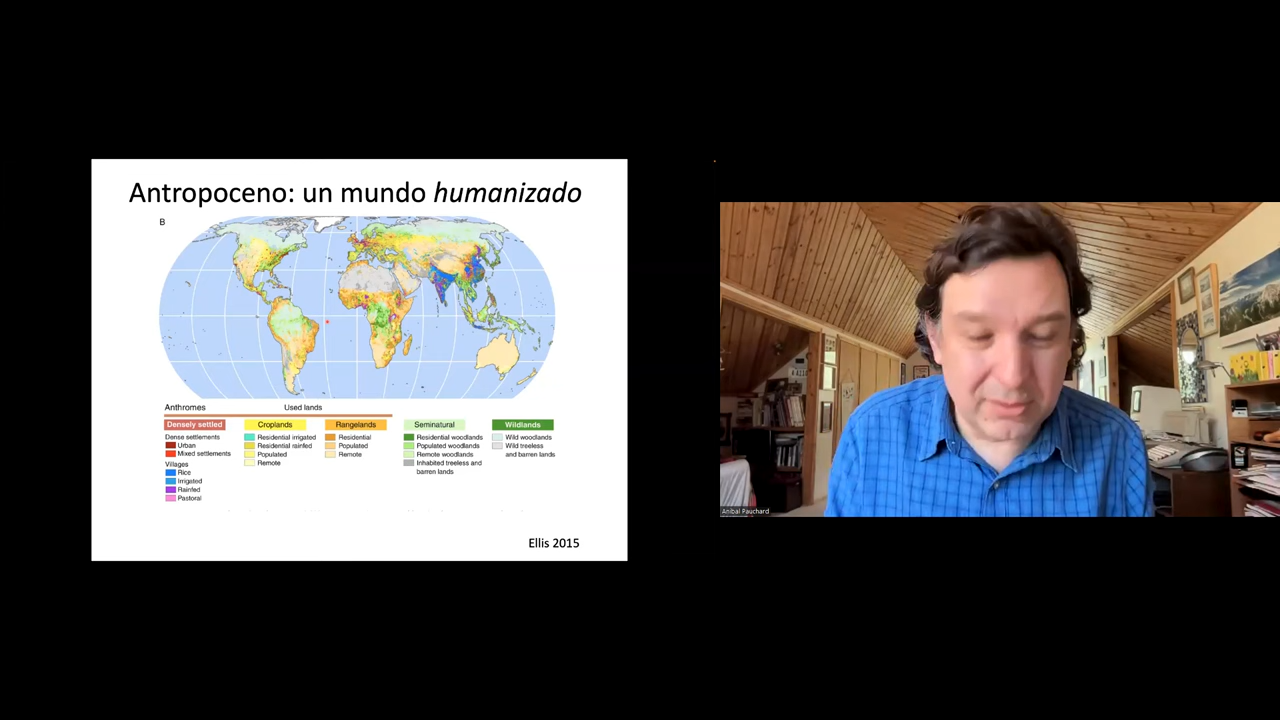 Antropoceno: un mundo humanizado
B
Anthromes
Used lands
Densely settled
Dense settlements
Urban
Mixed settlements
Villages
Rice
Irrigated
Rainfed
Pastoral
Croplands
Residential irrigated
Residential rainfed
Populated
Remote
Rangelands
Residential
Populated
Remote
Seminatural
Residential woodlands
Populated woodlands
Remote woodlands
Inhabited treeless and
barren lands
Wildlands
Wild woodlands
Wild treeless
and barren lands
Ellis 2015
Anibal Pauchard